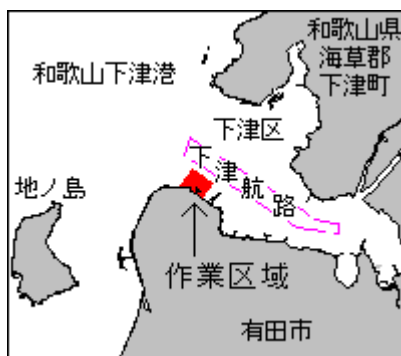 和歌山県
海草郡
下津町
和歌山下津港
下津区
下津航路
地ノ島
作業区域
有田市